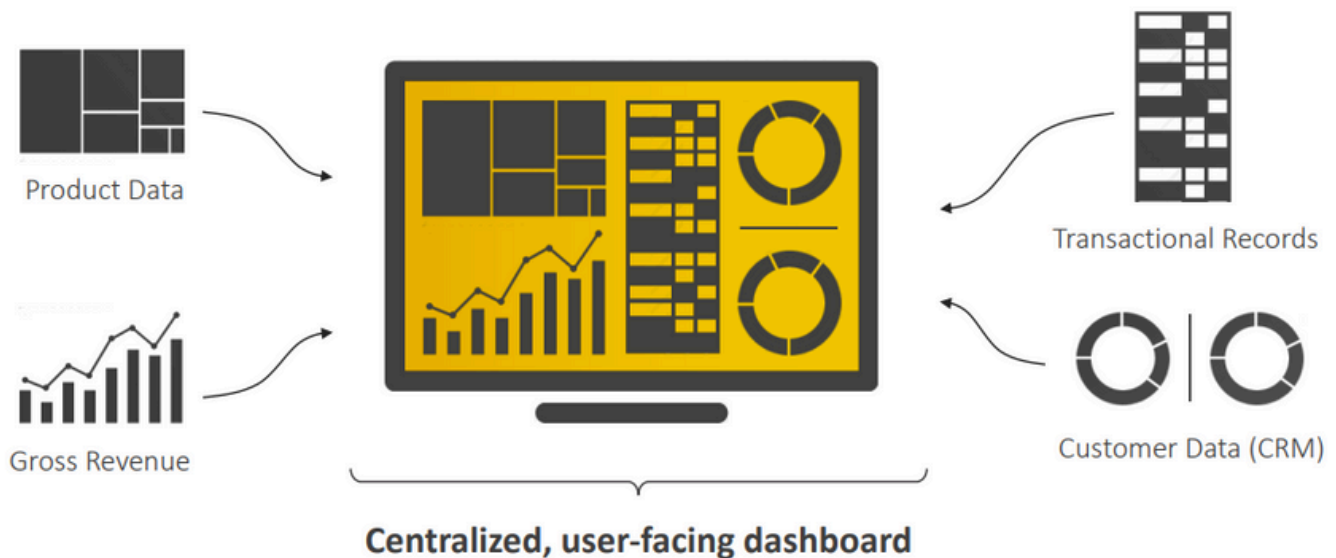 Product Data
Gross Revenue
Transactional Records
Customer Data (CRM)
Centralized, user-facing dashboard